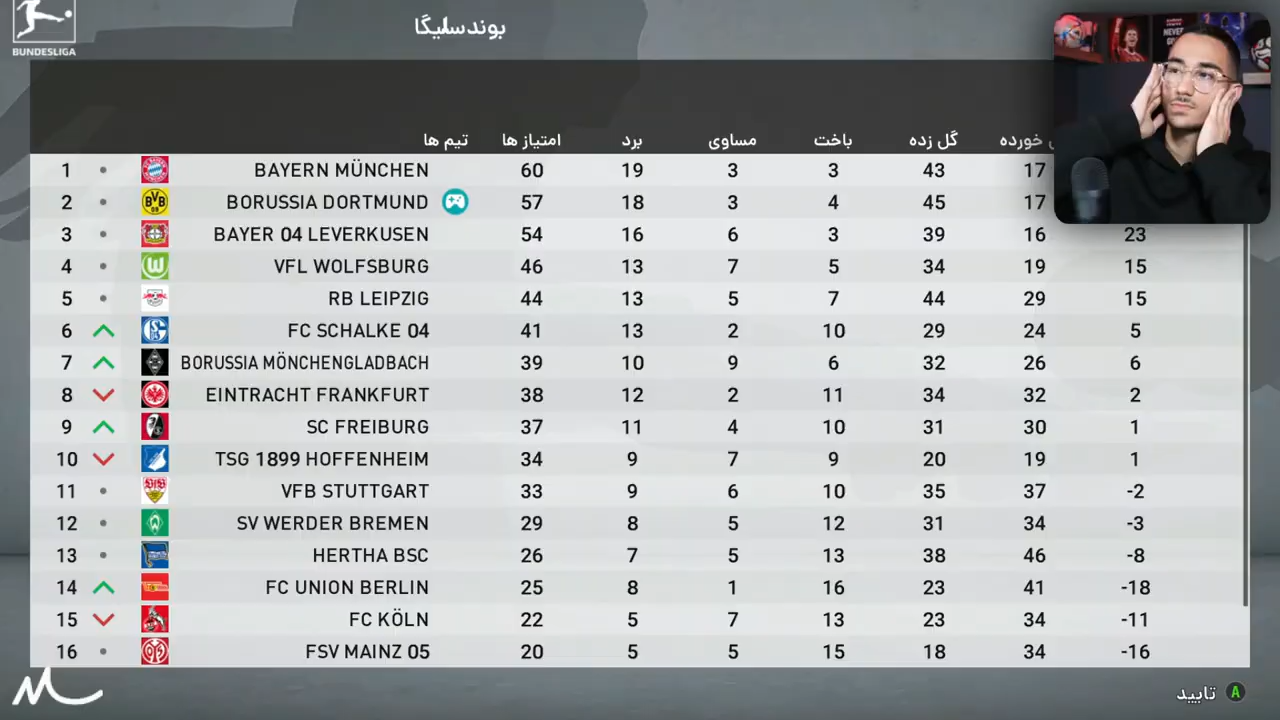 BUNDESLIGA
بوندسلیگا
تیم ها امتیاز ها برد مساوی باخت گل زده خورده
1 BAYERN MÜNCHEN 60 19 3 3 43 17
2 BORUSSIA DORTMUND 57 18 3 4 45 17
3 BAYER 04 LEVERKUSEN 54 16 6 3 39 16 23
4 VFL WOLFSBURG 46 13 7 5 34 19 15
5 RB LEIPZIG 44 13 5 7 44 29 15
6 FC SCHALKE 04 41 13 2 10 29 24 5
7 BORUSSIA MÖNCHENGLADBACH 39 10 9 6 32 26 6
8 EINTRACHT FRANKFURT 38 12 2 11 34 32 2
9 SC FREIBURG 37 11 4 10 31 30 1
10 TSG 1899 HOFFENHEIM 34 9 7 9 20 19 1
11 VFB STUTTGART 33 9 6 10 35 37 -2
12 SV WERDER BREMEN 29 8 5 12 31 34 -3
13 HERTHA BSC 26 7 5 13 38 46 -8
14 FC UNION BERLIN 25 8 1 16 23 41 -18
15 FC KÖLN 22 5 7 13 23 34 -11
16 FSV MAINZ 05 20 5 5 15 18 34 -16
تایید A